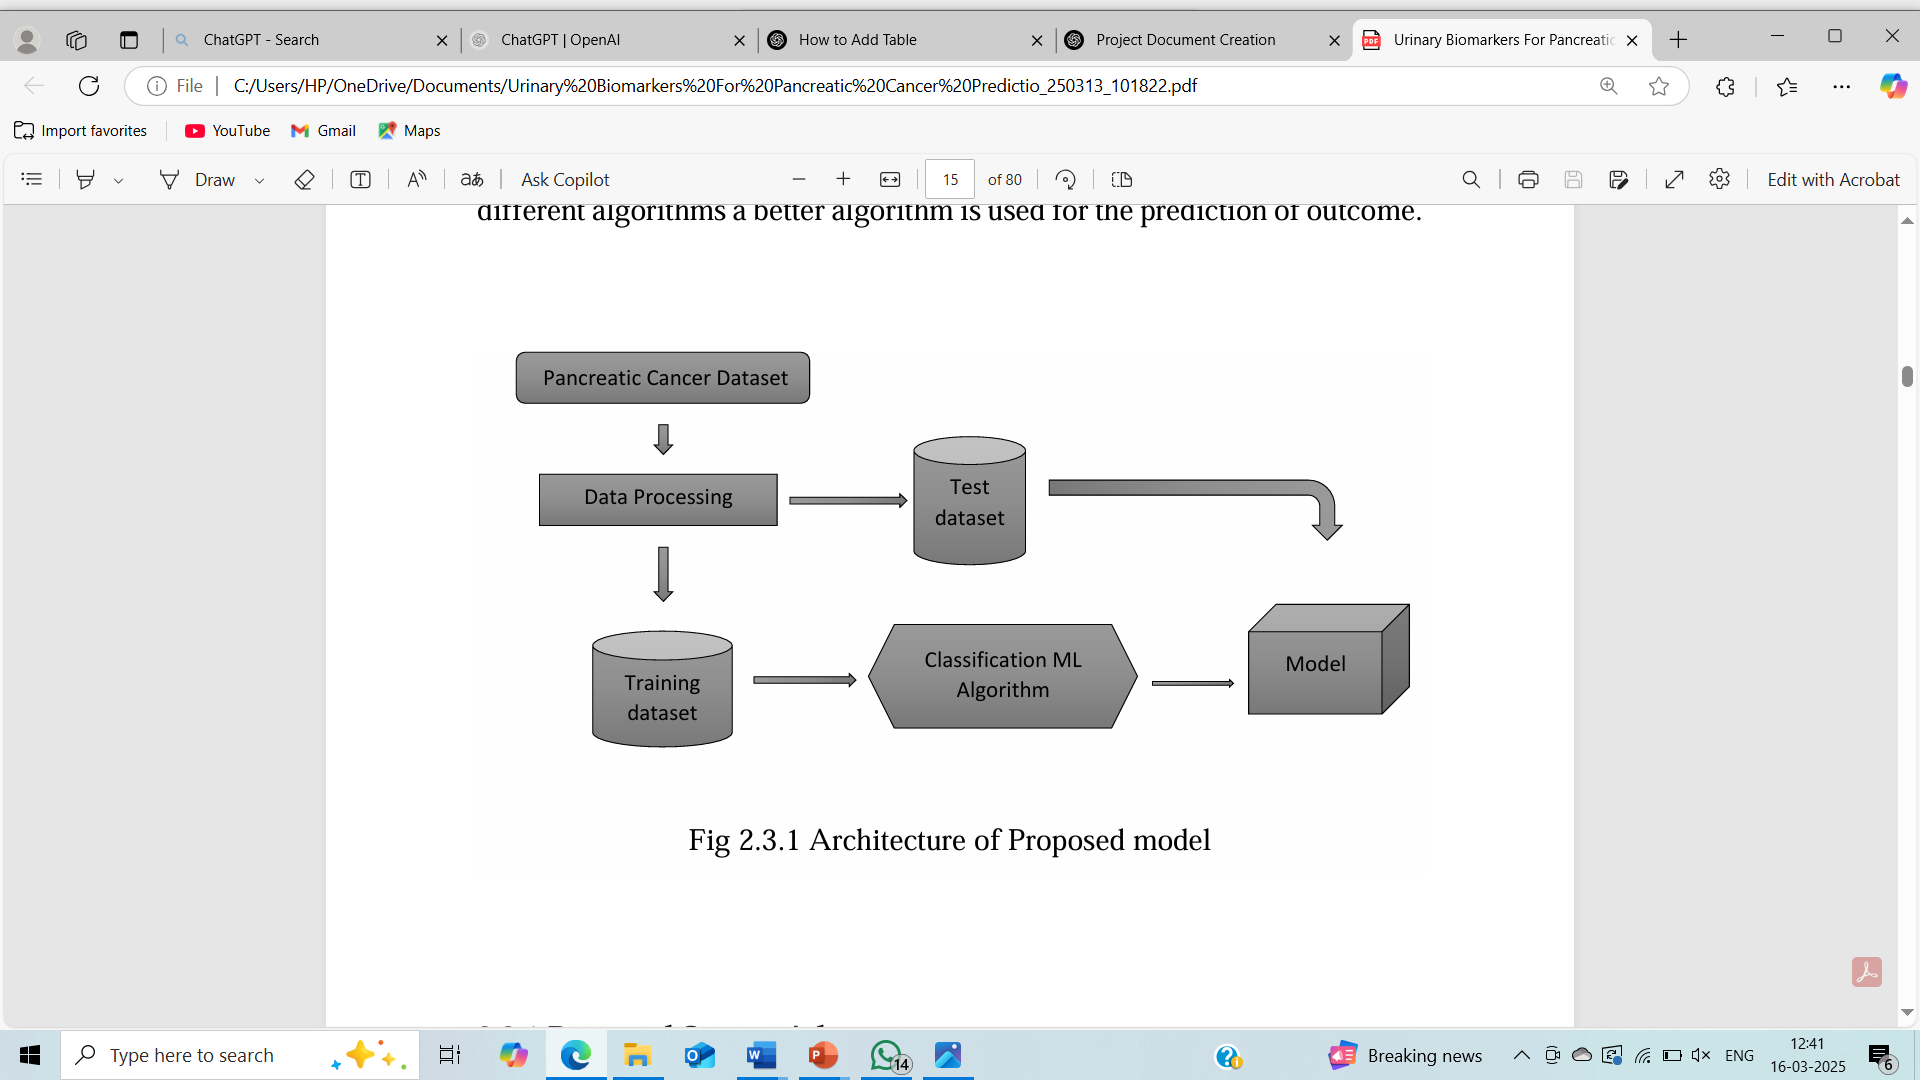 ChatGPT - Search
ChatGPT | OpenAI
How to Add Table
Project Document Creation
Urinary Biomarkers For Pancreatic
File
C:/Users/HP/OneDrive/Documents/Urinary%20Biomarkers%20For%20Pancreatic%20Cancer%20Predictio_250313_101822.pdf
Import favorites
YouTube
Gmail
Maps
Draw
Ask Copilot
15
of 80
Edit with Acrobat
different algorithms a better algorithm is used for the prediction of outcome.
Pancreatic Cancer Dataset
Data Processing
Test
dataset
Training
dataset
Classification ML
Algorithm
Model
Fig 2.3.1 Architecture of Proposed model
Type here to search
14
Breaking news
ENG
12:41
16-03-2025
6